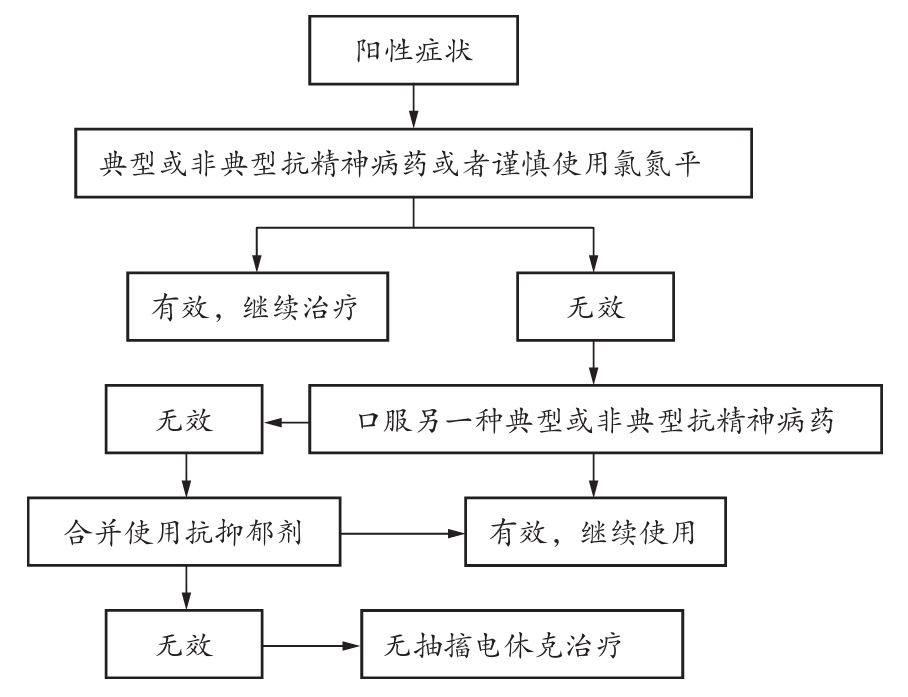 阳性症状
典型或非典型抗精神病药或者谨慎使用氯氮平
有效，继续治疗
无效
无效
口服另一种典型或非典型抗精神病药
合并使用抗抑郁剂
有效，继续使用
无效
无抽搐电休克治疗